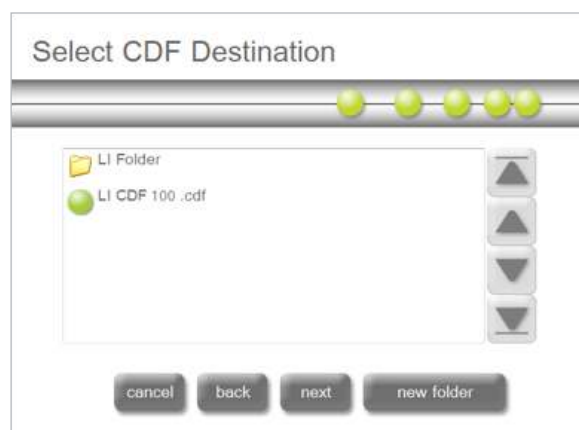 Select CDF Destination
LI Folder
LI CDF 100 .cdf
cancel back next new folder